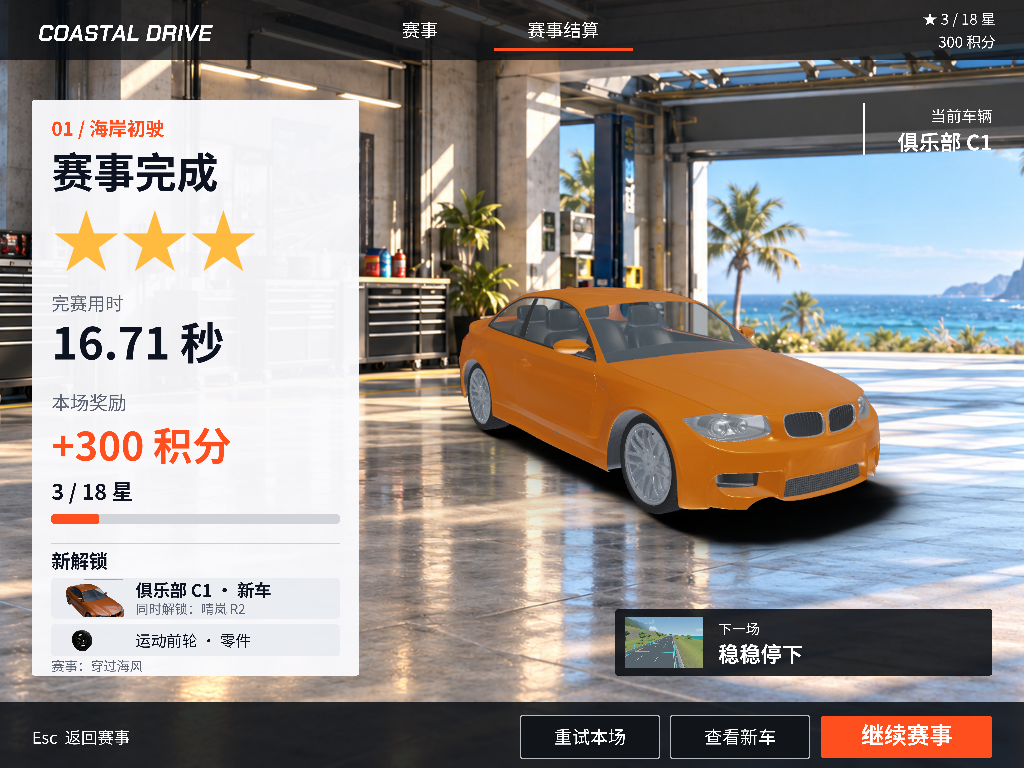 COASTAL DRIVE
赛事
赛事结算
★ 3 / 18 星
300 积分
当前车辆
俱乐部 C1
01 / 海岸初驶
赛事完成
完赛用时
16.71 秒
本场奖励
+300 积分
3 / 18 星
新解锁
俱乐部 C1 · 新车
同时解锁：晴岚 R2
运动前轮 · 零件
赛事：穿过海风
下一场
稳稳停下
Esc 返回赛事
重试本场
查看新车
继续赛事